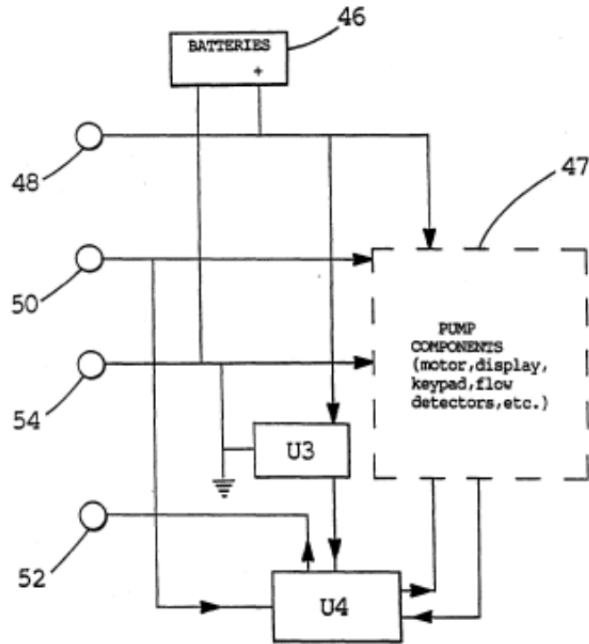 46
BATTERIES
+
48
47
50
PUMP
COMPONENTS
(motor,display,
keypad,flow
detectors,etc.)
54
U3
52
U4